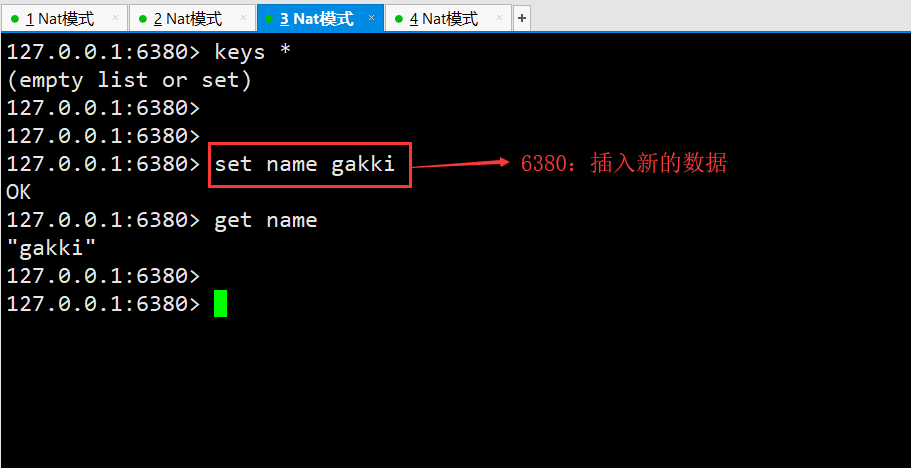 1 Nat模式 × 2 Nat模式 × 3 Nat模式 × 4 Nat模式 × +
127.0.0.1:6380> keys *
(empty list or set)
127.0.0.1:6380>
127.0.0.1:6380>
127.0.0.1:6380> set name gakki 6380：插入新的数据
OK
127.0.0.1:6380> get name
"gakki"
127.0.0.1:6380>
127.0.0.1:6380>